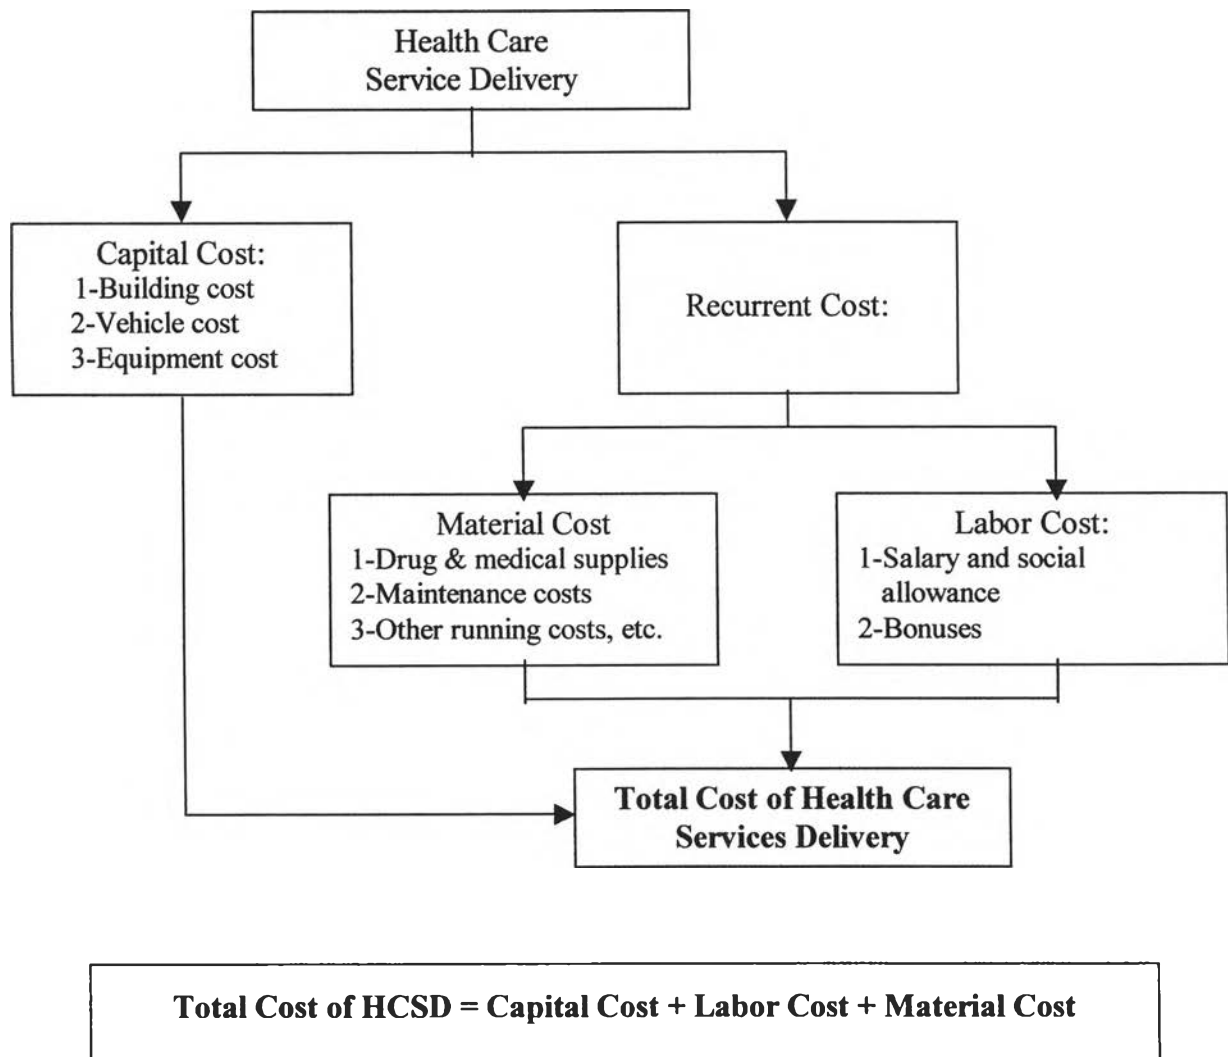 Health Care
Service Delivery
Capital Cost:
1-Building cost
2-Vehicle cost
3-Equipment cost
Recurrent Cost:
Material Cost
1-Drug & medical supplies
2-Maintenance costs
3-Other running costs, etc.
Labor Cost:
1-Salary and social
allowance
2-Bonuses
Total Cost of Health Care
Services Delivery
Total Cost of HCSD = Capital Cost + Labor Cost + Material Cost